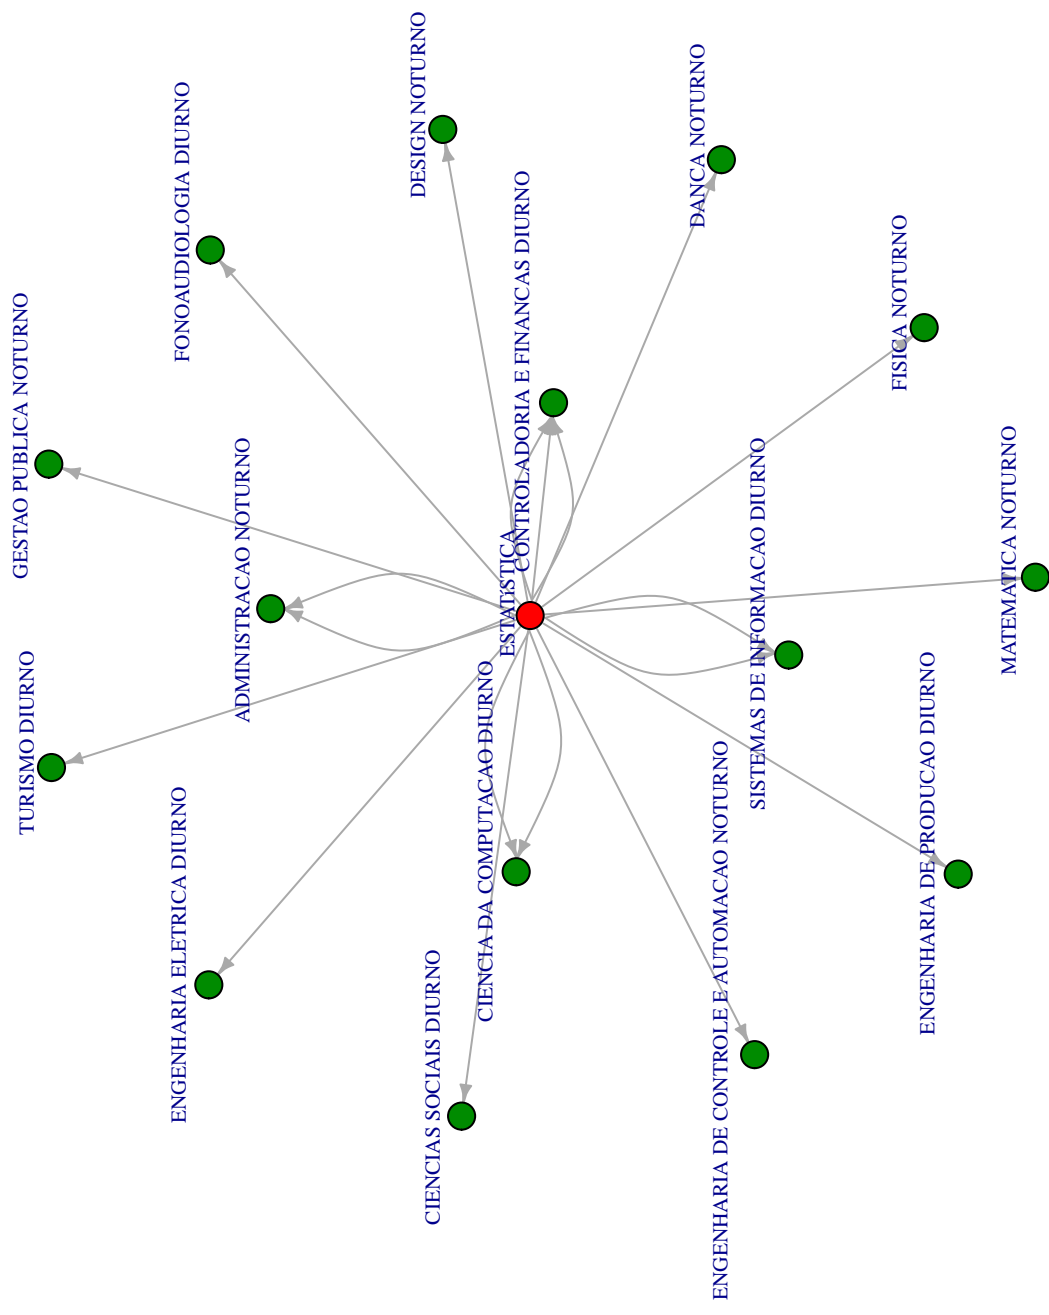 DESIGN NOTURNO
DANCA NOTURNO
FONOAUDIOLOGIA DIURNO
CONTROLADORIA E FINANCAS DIURNO
FISICA NOTURNO
GESTAO PUBLICA NOTURNO
MATEMATICA NOTURNO
ADMINISTRACAO NOTURNO
SISTEMAS DE INFORMACAO DIURNO
ESTATíSTICA
TURISMO DIURNO
ENGENHARIA DE PRODUCAO DIURNO
CIENCIA DA COMPUTACAO DIURNO
ENGENHARIA DE CONTROLE E AUTOMACAO NOTURNO
ENGENHARIA ELETRICA DIURNO
CIENCIAS SOCIAIS DIURNO